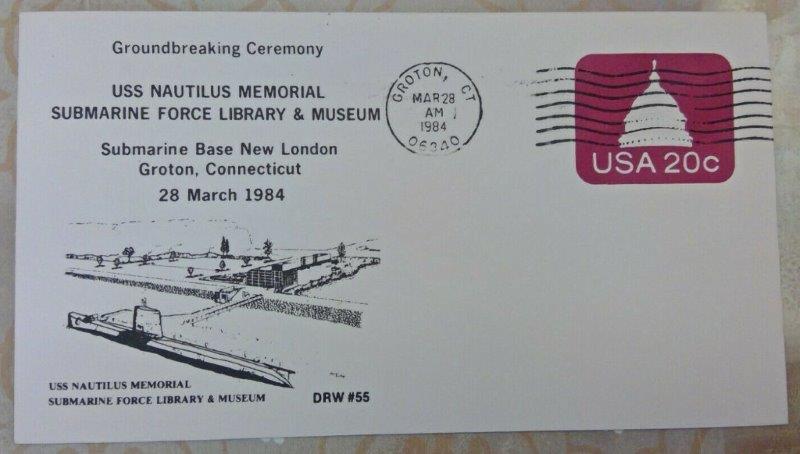 Groundbreaking Ceremony
USS NAUTILUS MEMORIAL
SUBMARINE FORCE LIBRARY & MUSEUM
Submarine Base New London
Groton, Connecticut
28 March 1984
GROTON, CT
MAR 28
AM
1984
06340
USA 20c
USS NAUTILUS MEMORIAL
SUBMARINE FORCE LIBRARY & MUSEUM
DRW #55